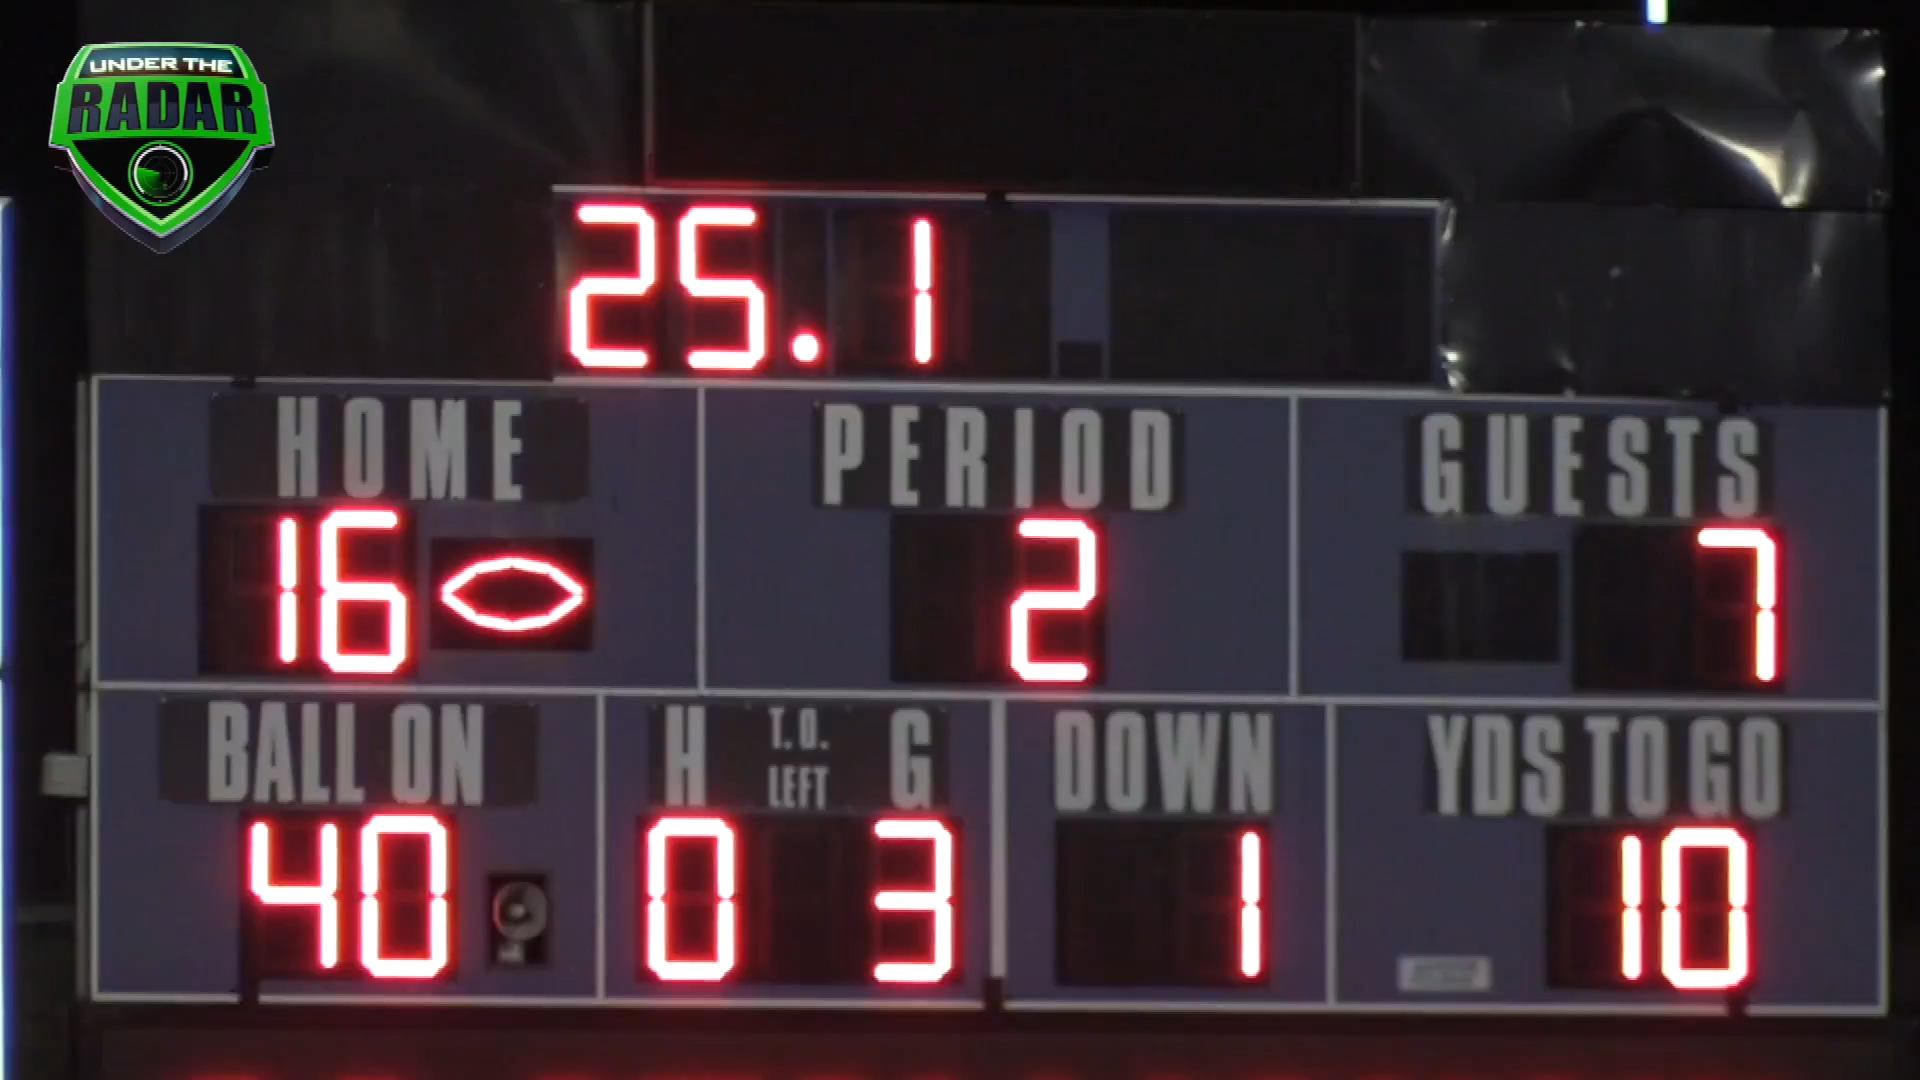 UNDER THE
RADAR
25.1
HOME PERIOD GUESTS
16 2 7
BALL ON H T.O. LEFT G DOWN YDS TO GO
40 0 3 1 10